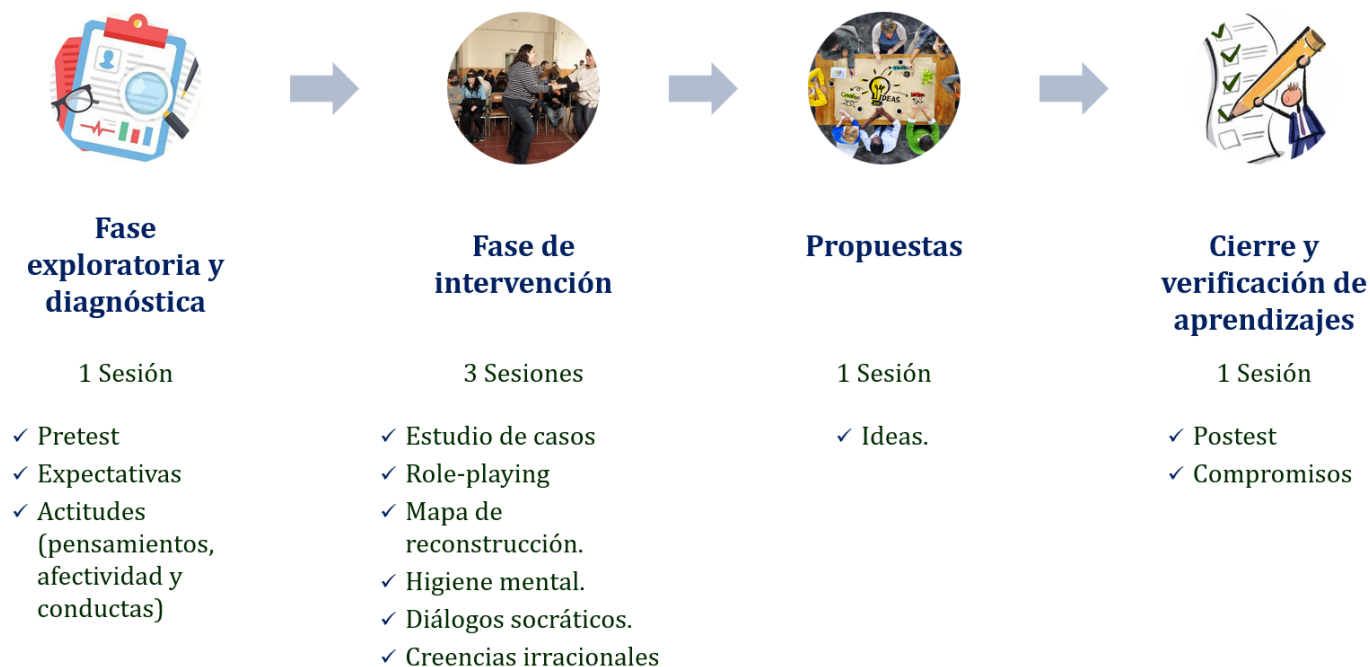 Fase
exploratoria y
diagnóstica
1 Sesión
✓ Pretest
✓ Expectativas
✓ Actitudes
(pensamientos,
afectividad y
conductas)
Fase de
intervención
3 Sesiones
✓ Estudio de casos
✓ Role-playing
✓ Mapa de
reconstrucción.
✓ Higiene mental.
✓ Diálogos socráticos.
✓ Creencias irracionales
IDEAS
Propuestas
1 Sesión
✓ Ideas.
Cierre y
verificación de
aprendizajes
1 Sesión
✓ Postest
✓ Compromisos